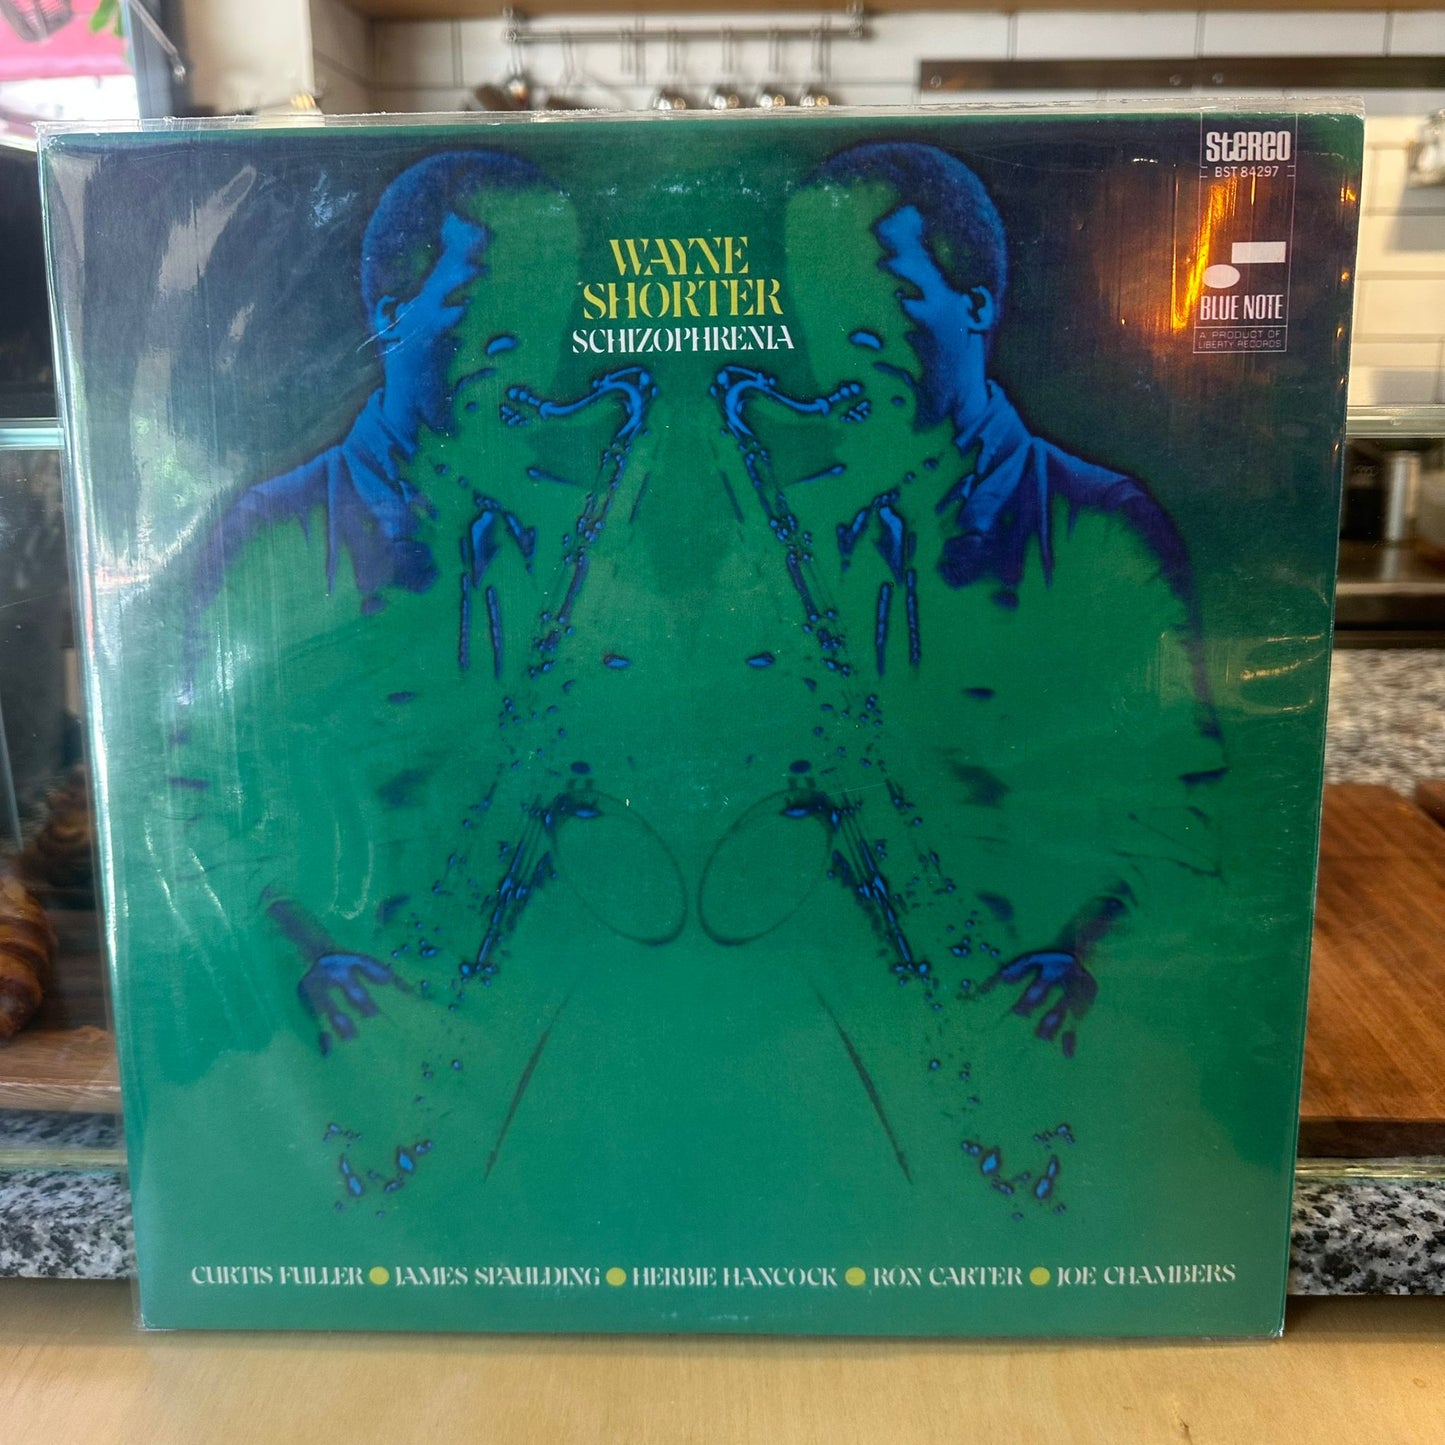 STEREO
BST 84297
WAYNE
SHORTER
SCHIZOPHRENIA
BLUE NOTE
A PRODUCT OF
LIBERTY RECORDS
CURTIS FULLER ● JAMES SPAULDING ● HERBIE HANCOCK ● RON CARTER ● JOE CHAMBERS